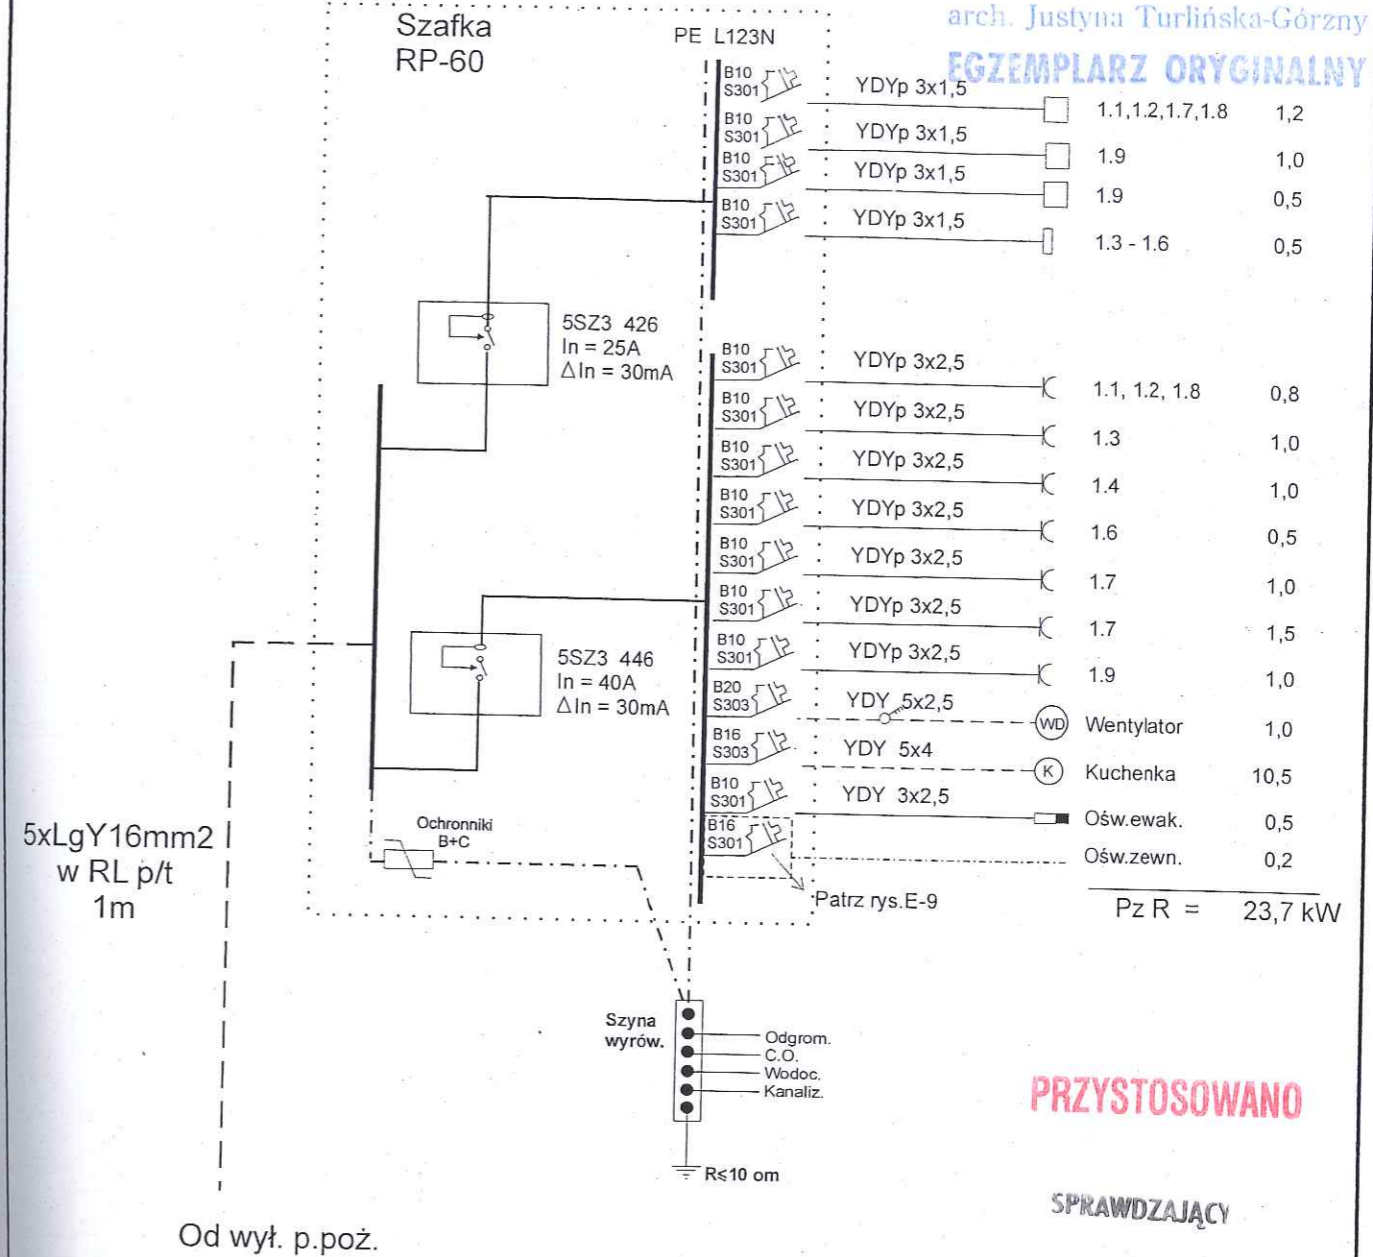 arch. Justyna Turlińska-Górzny
EGZEMPLARZ ORYGINALNY
Szafka
RP-60
PE L123N
B10
S301
YDYp 3x1,5
1.1,1.2,1.7,1.8
1,2
B10
S301
YDYp 3x1,5
1.9
1,0
B10
S301
YDYp 3x1,5
1.9
0,5
B10
S301
YDYp 3x1,5
1.3 - 1.6
0,5
5SZ3 426
In = 25A
ΔIn = 30mA
B10
S301
YDYp 3x2,5
1.1, 1.2, 1.8
0,8
B10
S301
YDYp 3x2,5
1.3
1,0
B10
S301
YDYp 3x2,5
1.4
1,0
B10
S301
YDYp 3x2,5
1.6
0,5
B10
S301
YDYp 3x2,5
1.7
1,0
B10
S301
YDYp 3x2,5
1.7
1,5
B10
S301
YDYp 3x2,5
1.9
1,0
5SZ3 446
In = 40A
ΔIn = 30mA
B20
S303
YDY 5x2,5
WD
Wentylator
1,0
B16
S303
YDY 5x4
K
Kuchenka
10,5
B10
S301
YDY 3x2,5
Ośw.ewak.
0,5
B16
S301
Ośw.zewn.
0,2
Patrz rys.E-9
Pz R = 23,7 kW
Ochronniki
B+C
5xLgY16mm2
w RL p/t
1m
Szyna
wyrów.
Odgrom.
C.O.
Wodoc.
Kanaliz.
R≤10 om
PRZYSTOSOWANO
SPRAWDZAJĄCY
Od wył. p.poż.